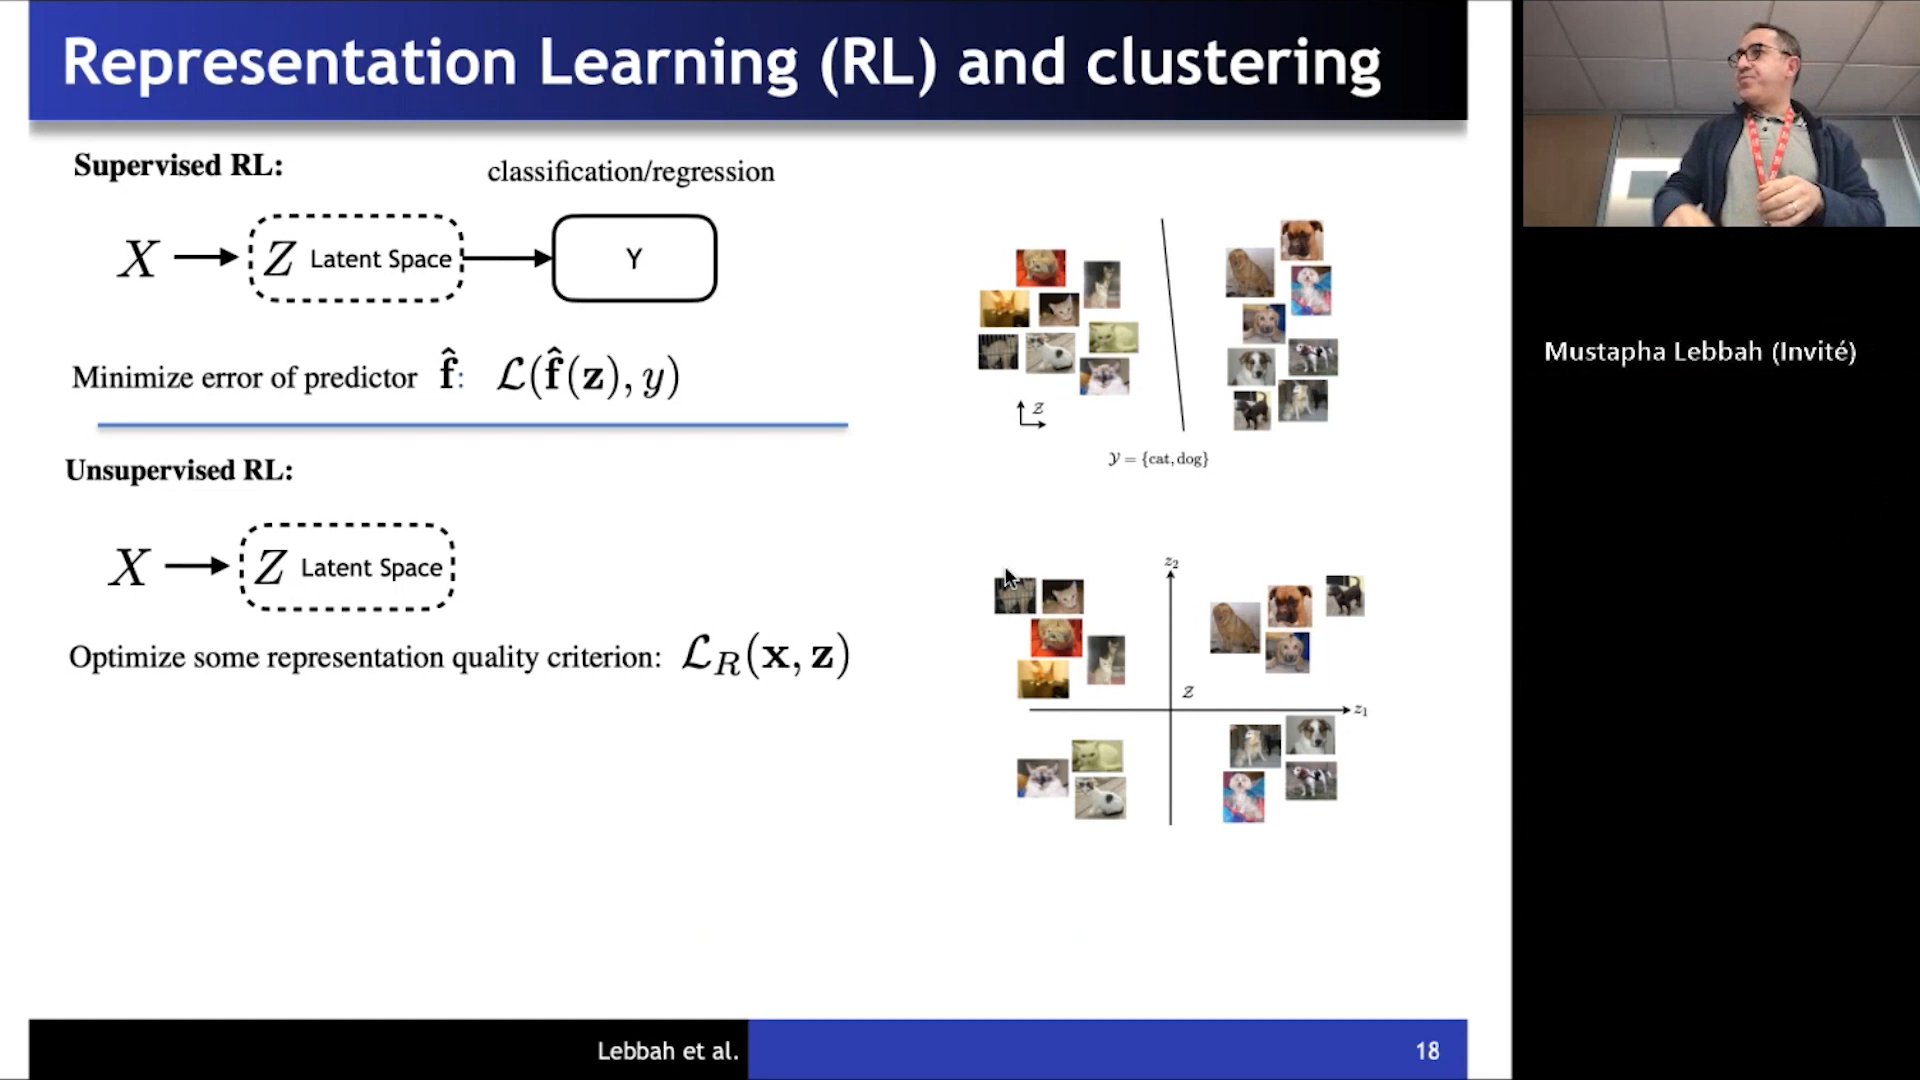 Representation Learning (RL) and clustering
Supervised RL:
classification/regression
X Z Latent Space Y
Minimize error of predictor f̂: ℒ(f̂(z), y)
Z
𝒴 = {cat, dog}
Unsupervised RL:
X Z Latent Space
Optimize some representation quality criterion: ℒ_R(x, z)
z₂
Z
z₁
Lebbah et al.
18
Mustapha Lebbah (Invité)